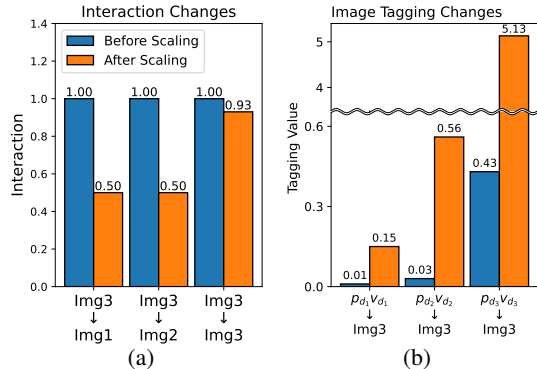 Interaction Changes
1.4
1.2
1.0
0.8
0.6
0.4
0.2
0.0
Interaction
Before Scaling
After Scaling
1.00
0.50
1.00
0.50
1.00
0.93
Img3 Img3 Img3
↓ ↓ ↓
Img1 Img2 Img3
(a)
Image Tagging Changes
5
4
0.6
0.3
0.0
Tagging Value
0.01
0.15
0.03
0.56
0.43
5.13
p_{d_1}v_{d_1} p_{d_2}v_{d_2} p_{d_3}v_{d_3}
↓ ↓ ↓
Img3 Img3 Img3
(b)